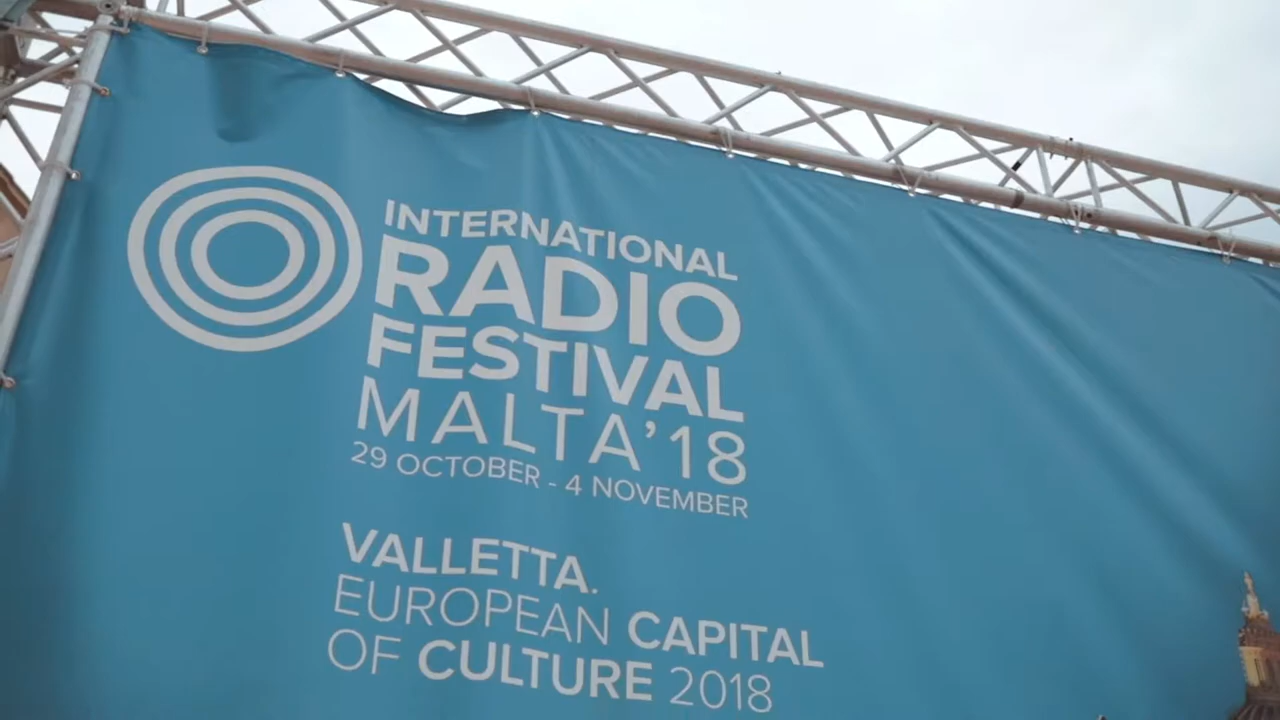 INTERNATIONAL
RADIO
FESTIVAL
MALTA'18
29 OCTOBER - 4 NOVEMBER
VALLETTA.
EUROPEAN CAPITAL
OF CULTURE 2018